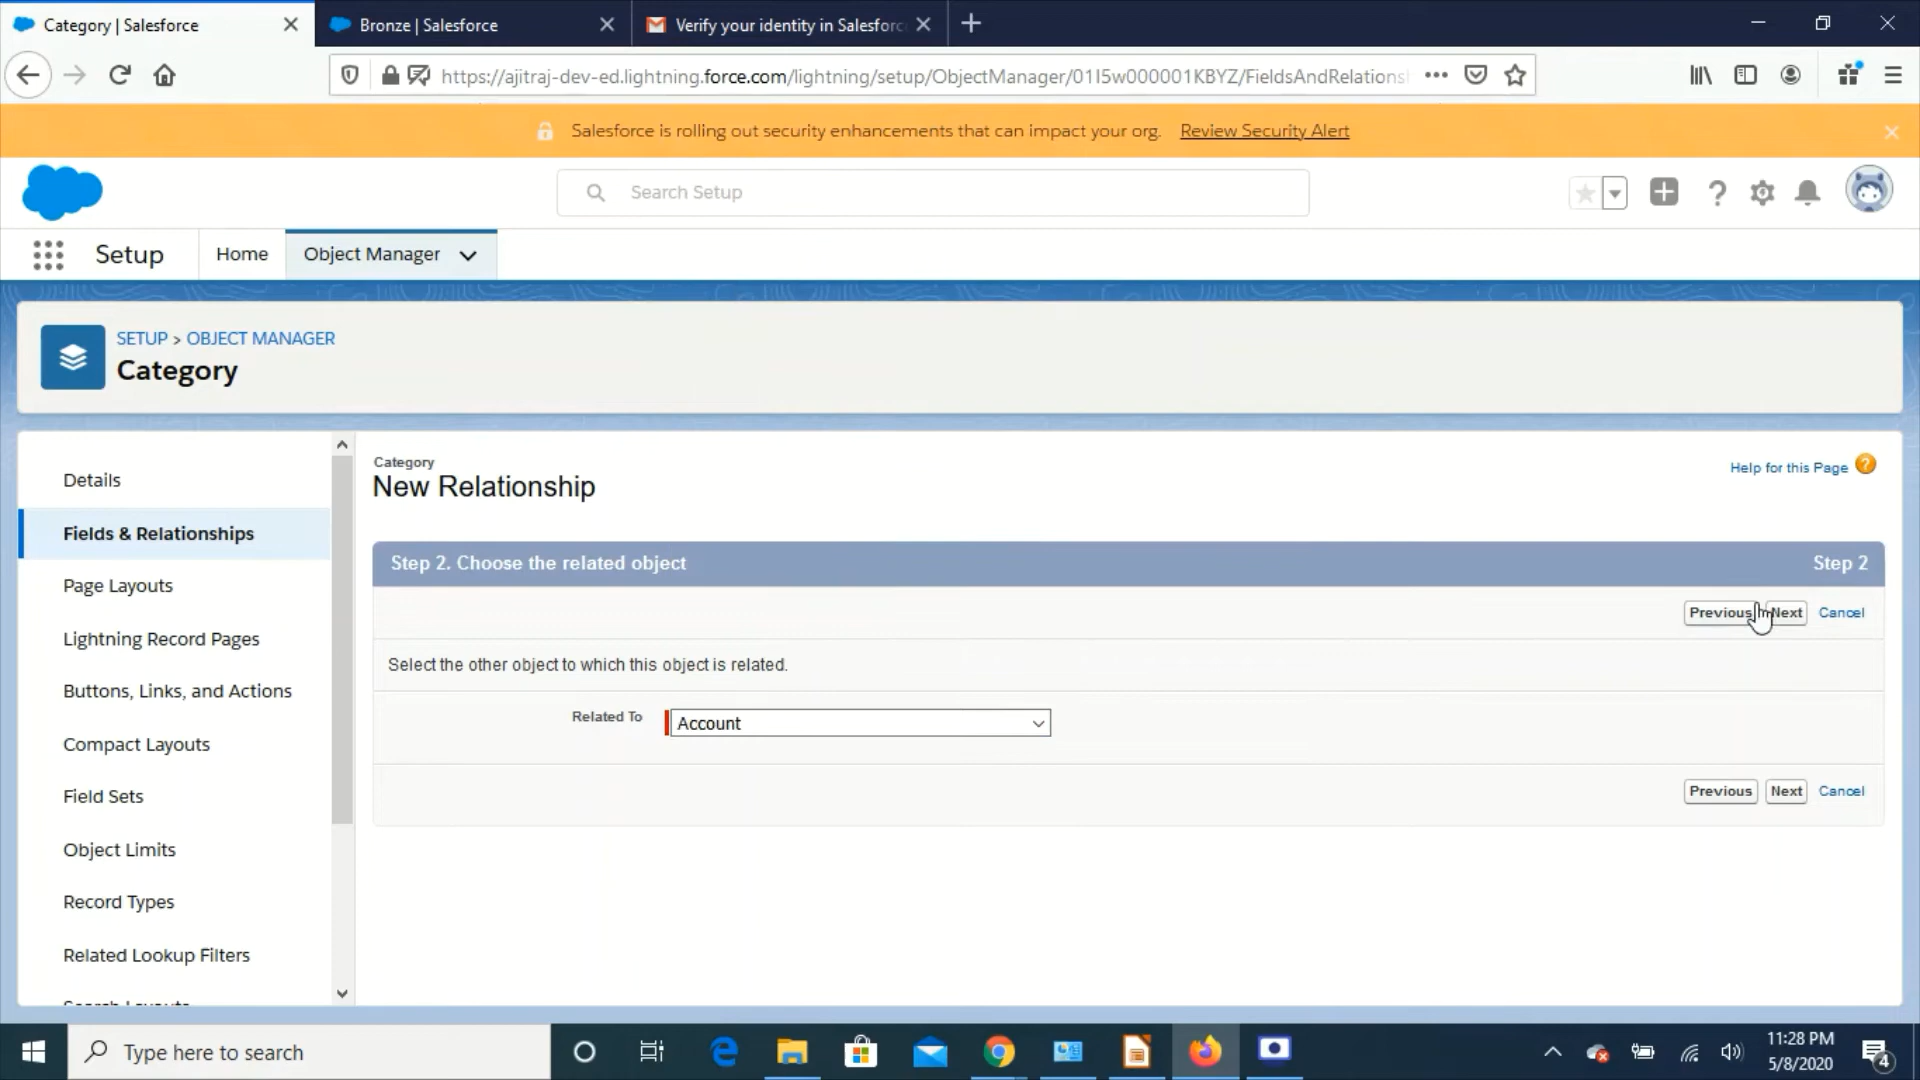 Category | Salesforce
Bronze | Salesforce
Verify your identity in Salesforc
https://ajitraj-dev-ed.lightning.force.com/lightning/setup/ObjectManager/01I5w000001KBYZ/FieldsAndRelations
Salesforce is rolling out security enhancements that can impact your org. Review Security Alert
Search Setup
Setup
Home
Object Manager
SETUP > OBJECT MANAGER
Category
Details
Fields & Relationships
Page Layouts
Lightning Record Pages
Buttons, Links, and Actions
Compact Layouts
Field Sets
Object Limits
Record Types
Related Lookup Filters
Search Layouts
Category
New Relationship
Help for this Page
Step 2. Choose the related object
Step 2
Previous
Next
Cancel
Select the other object to which this object is related.
Related To
Account
Previous
Next
Cancel
Type here to search
11:28 PM
5/8/2020
4